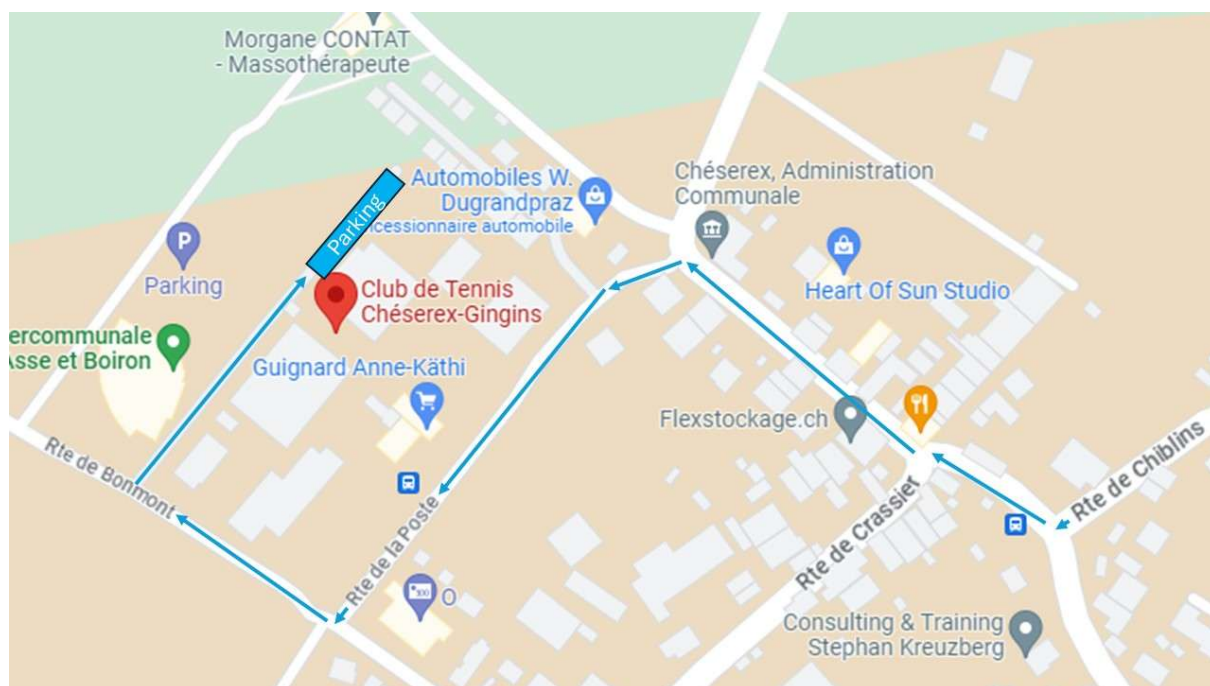 Morgane CONTAT
- Massothérapeute
Automobiles W.
Dugrandpraz
cessionnaire automobile
Chéserex, Administration
Communale
Parking
P
Parking
Heart Of Sun Studio
Club de Tennis
Chéserex-Gingins
ercommunale
Asse et Boiron
Guignard Anne-Käthi
Flexstockage.ch
Rte de Bonmont
Rte de la Poste
Rte de Crassier
Rte de Chiblins
O
Consulting & Training
Stephan Kreuzberg